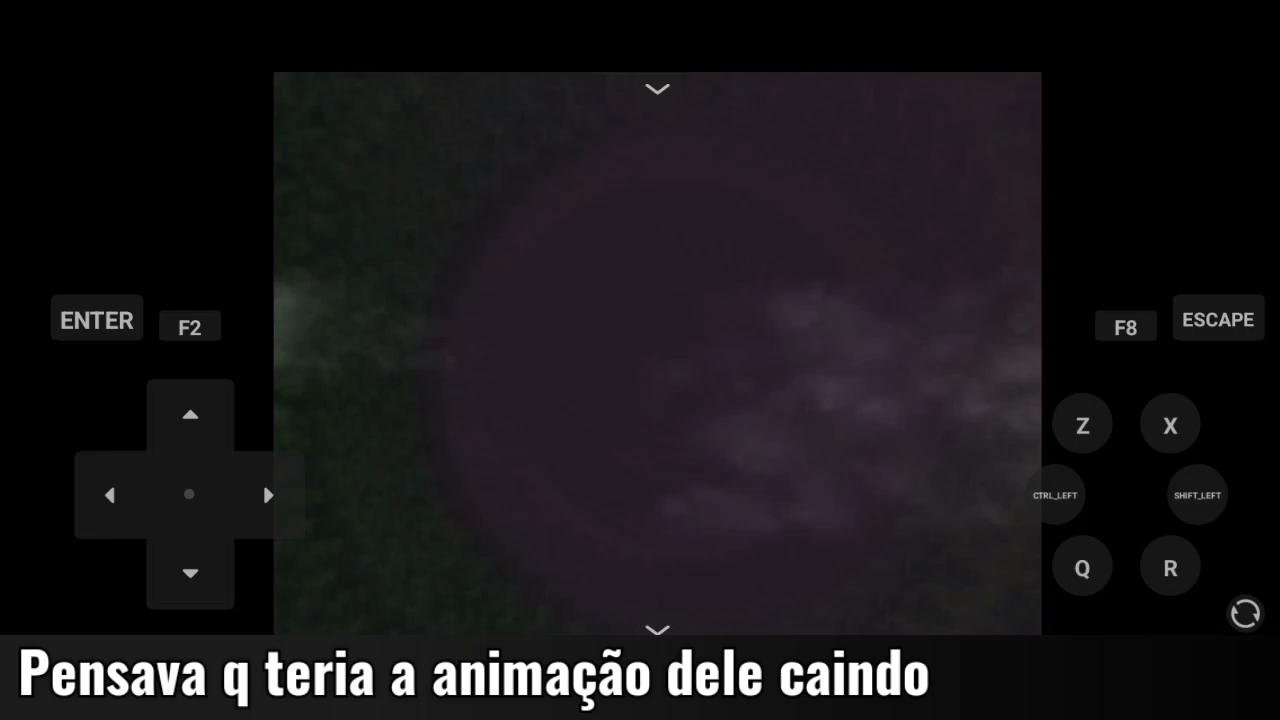 ENTER
F2
F8
ESCAPE
Z
X
CTRL_LEFT
SHIFT_LEFT
Q
R
Pensava q teria a animação dele caindo